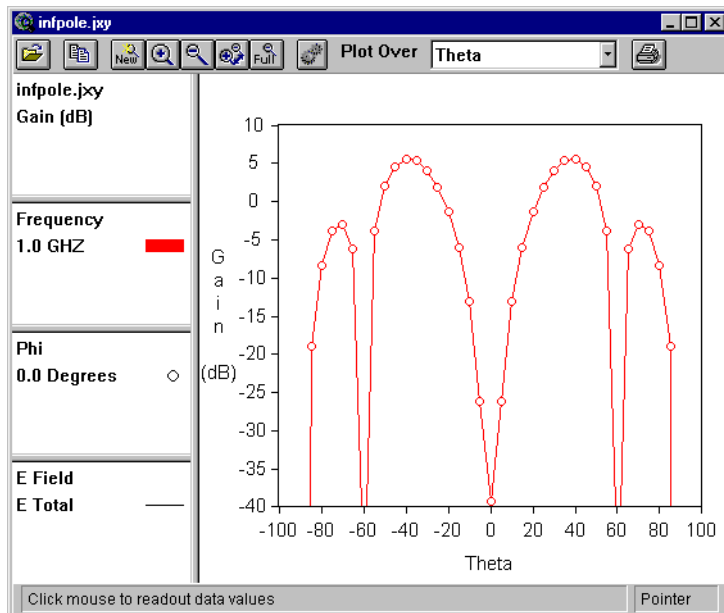 infpole.jxy
New
Full
Plot Over
Theta
infpole.jxy
Gain (dB)
Frequency
1.0 GHZ
Phi
0.0 Degrees
E Field
E Total
Gain
(dB)
10
5
0
-5
-10
-15
-20
-25
-30
-35
-40
-100 -80 -60 -40 -20 0 20 40 60 80 100
Theta
Click mouse to readout data values
Pointer